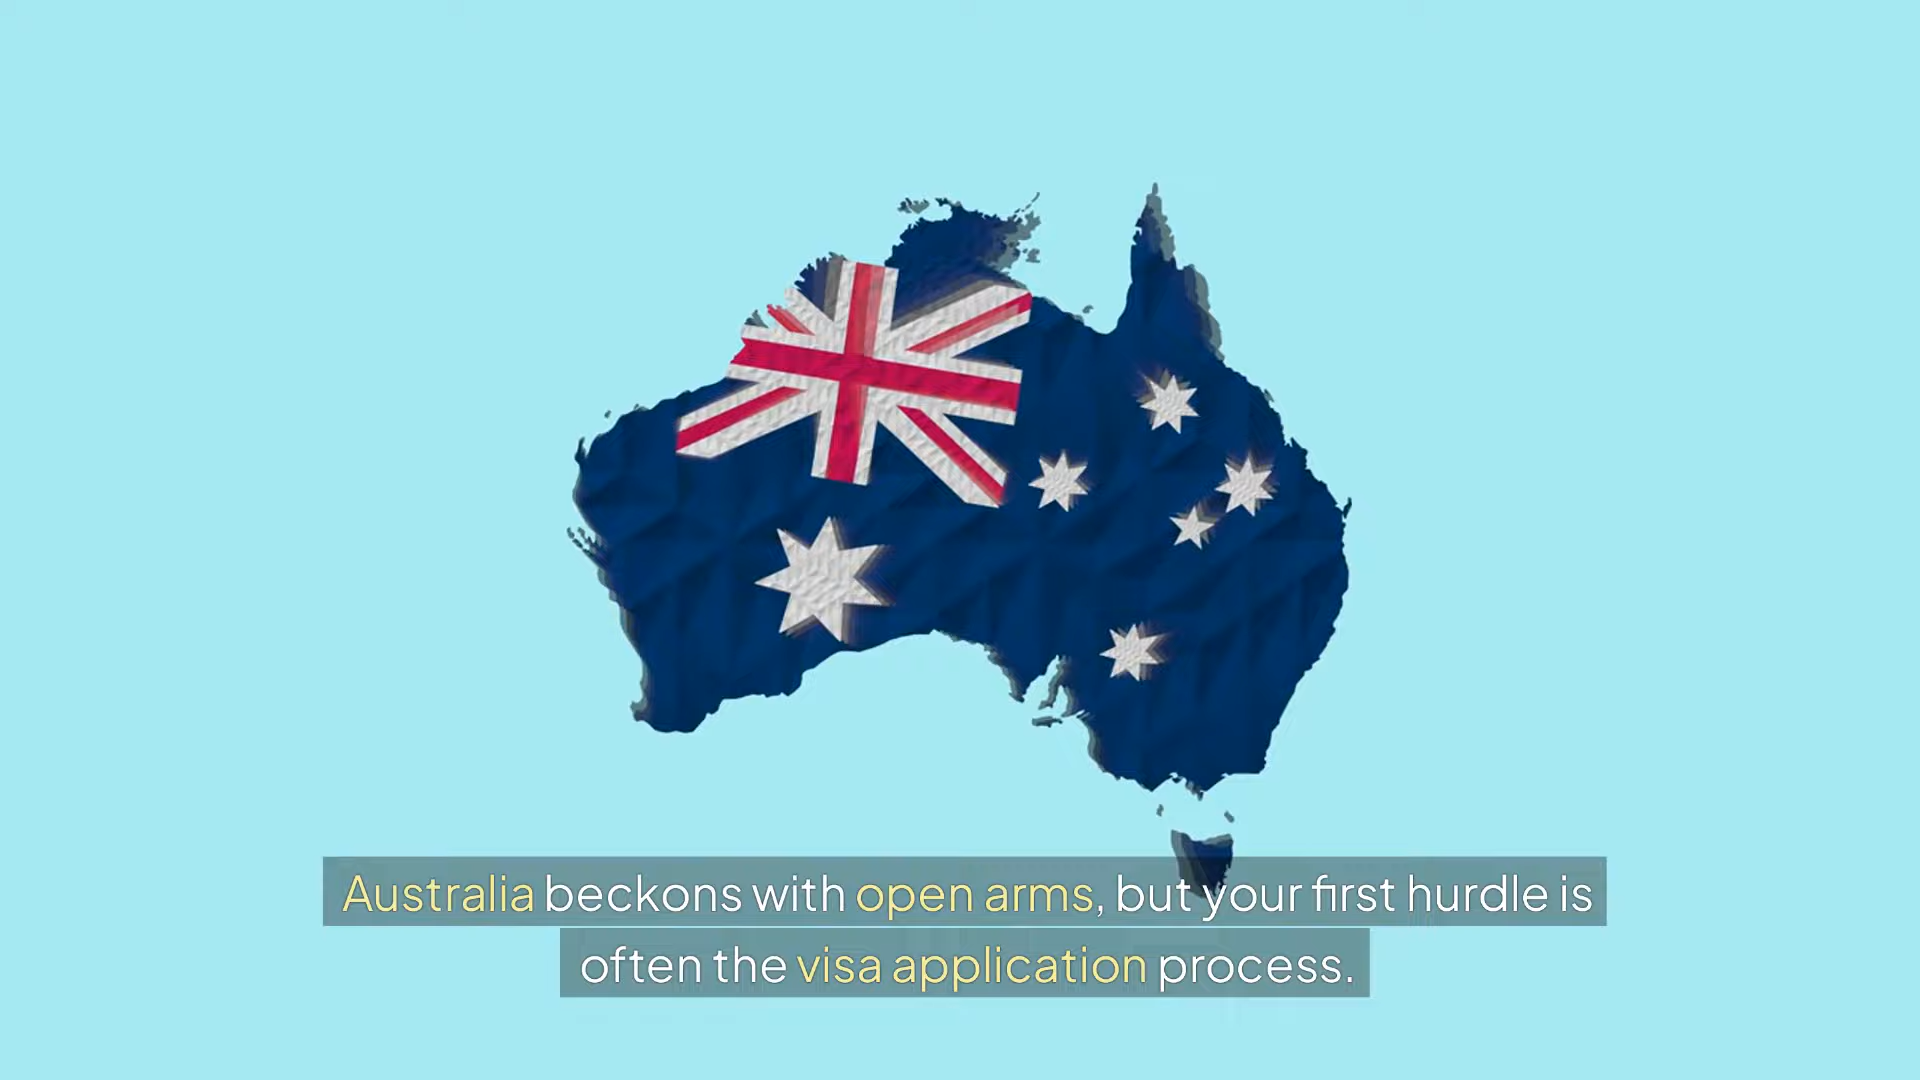 Australia beckons with open arms, but your first hurdle is
often the visa application process.